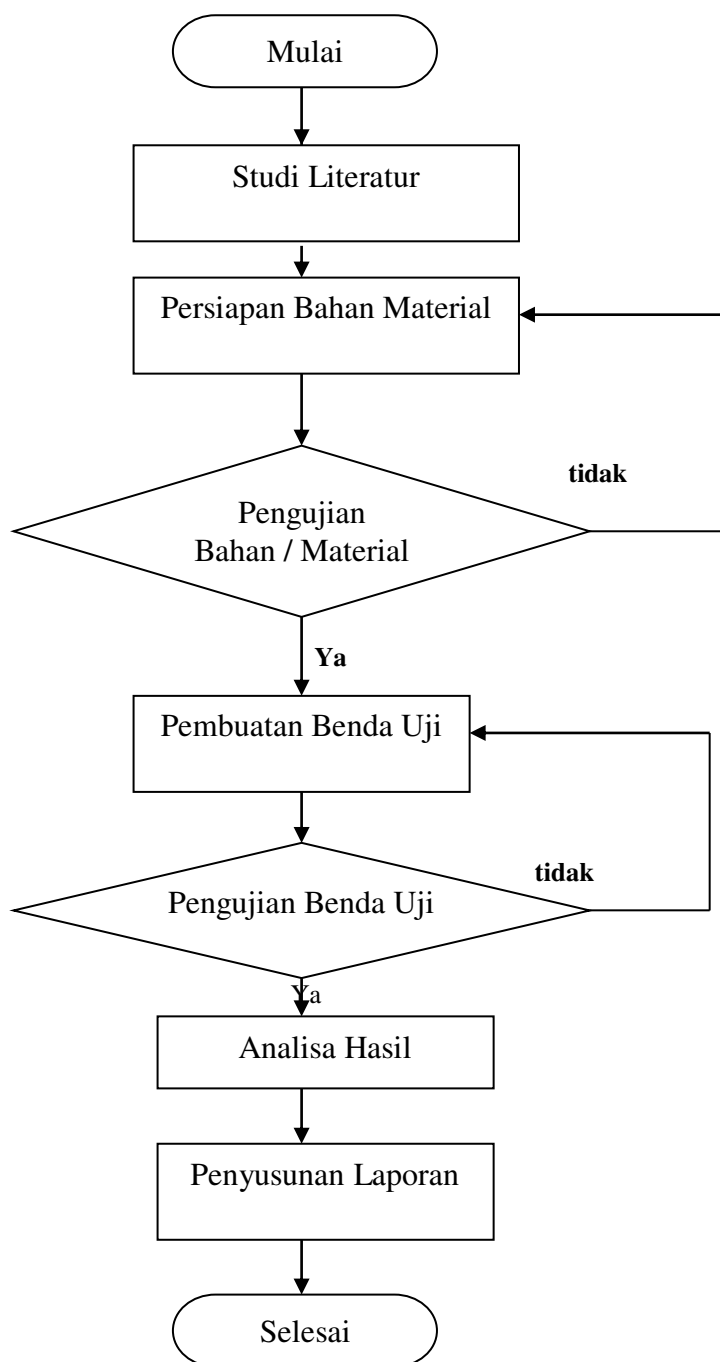 Mulai
Studi Literatur
Persiapan Bahan Material
tidak
Pengujian
Bahan / Material
Ya
Pembuatan Benda Uji
tidak
Pengujian Benda Uji
Ya
Analisa Hasil
Penyusunan Laporan
Selesai